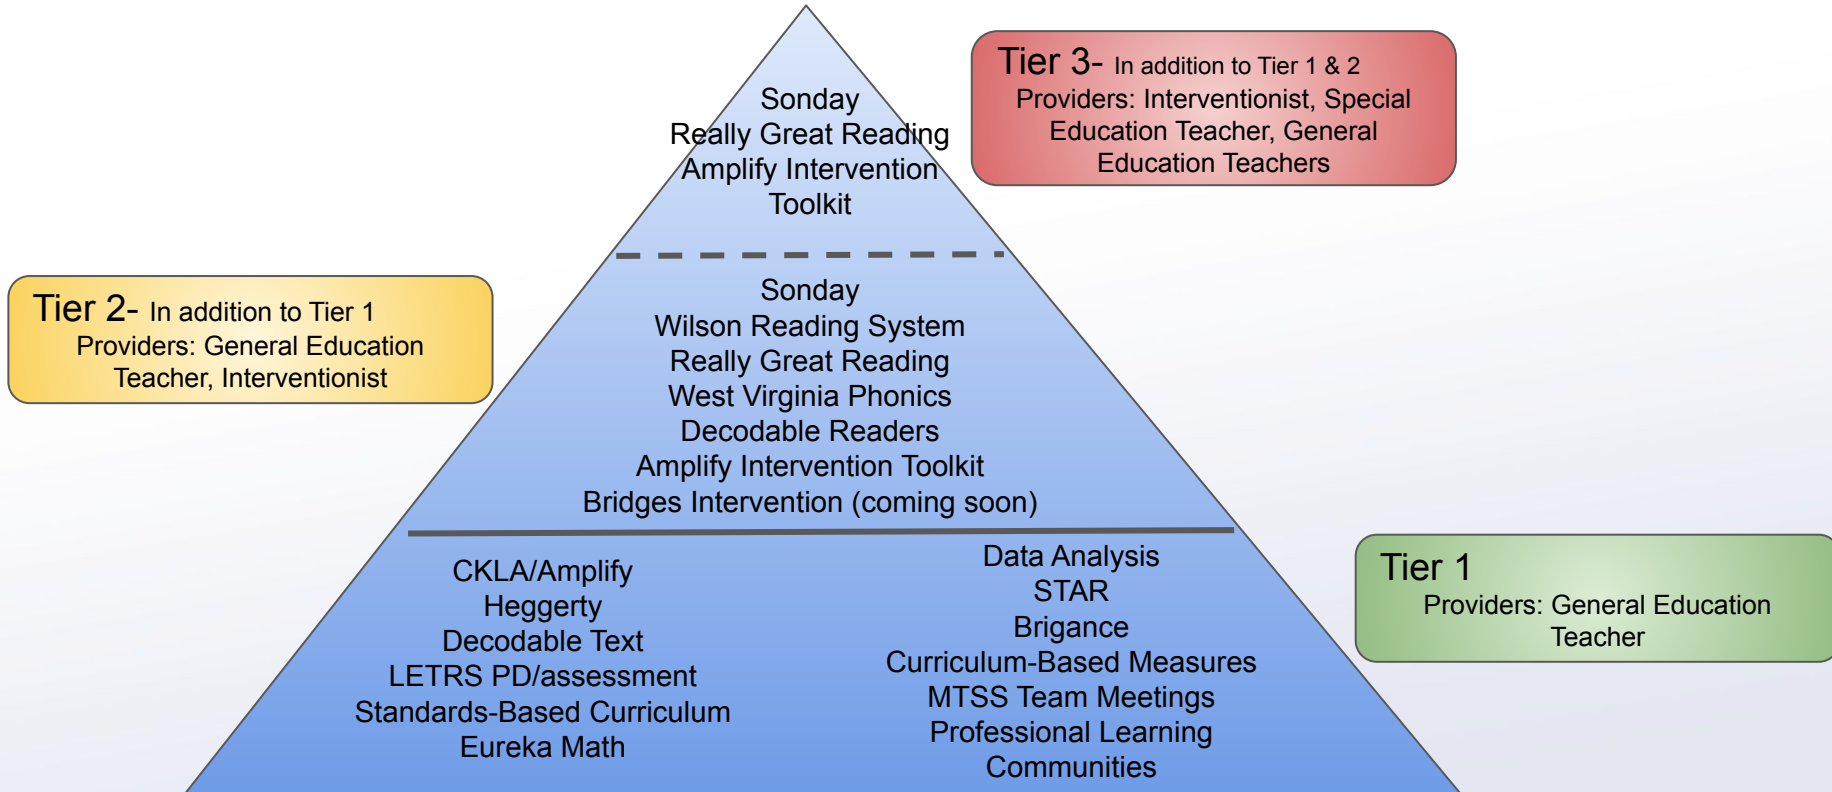 Tier 3- In addition to Tier 1 & 2
Providers: Interventionist, Special
Education Teacher, General
Education Teachers
Sonday
Really Great Reading
Amplify Intervention
Toolkit
Tier 2- In addition to Tier 1
Providers: General Education
Teacher, Interventionist
Sonday
Wilson Reading System
Really Great Reading
West Virginia Phonics
Decodable Readers
Amplify Intervention Toolkit
Bridges Intervention (coming soon)
Tier 1
Providers: General Education
Teacher
CKLA/Amplify
Heggerty
Decodable Text
LETRS PD/assessment
Standards-Based Curriculum
Eureka Math
Data Analysis
STAR
Brigance
Curriculum-Based Measures
MTSS Team Meetings
Professional Learning
Communities